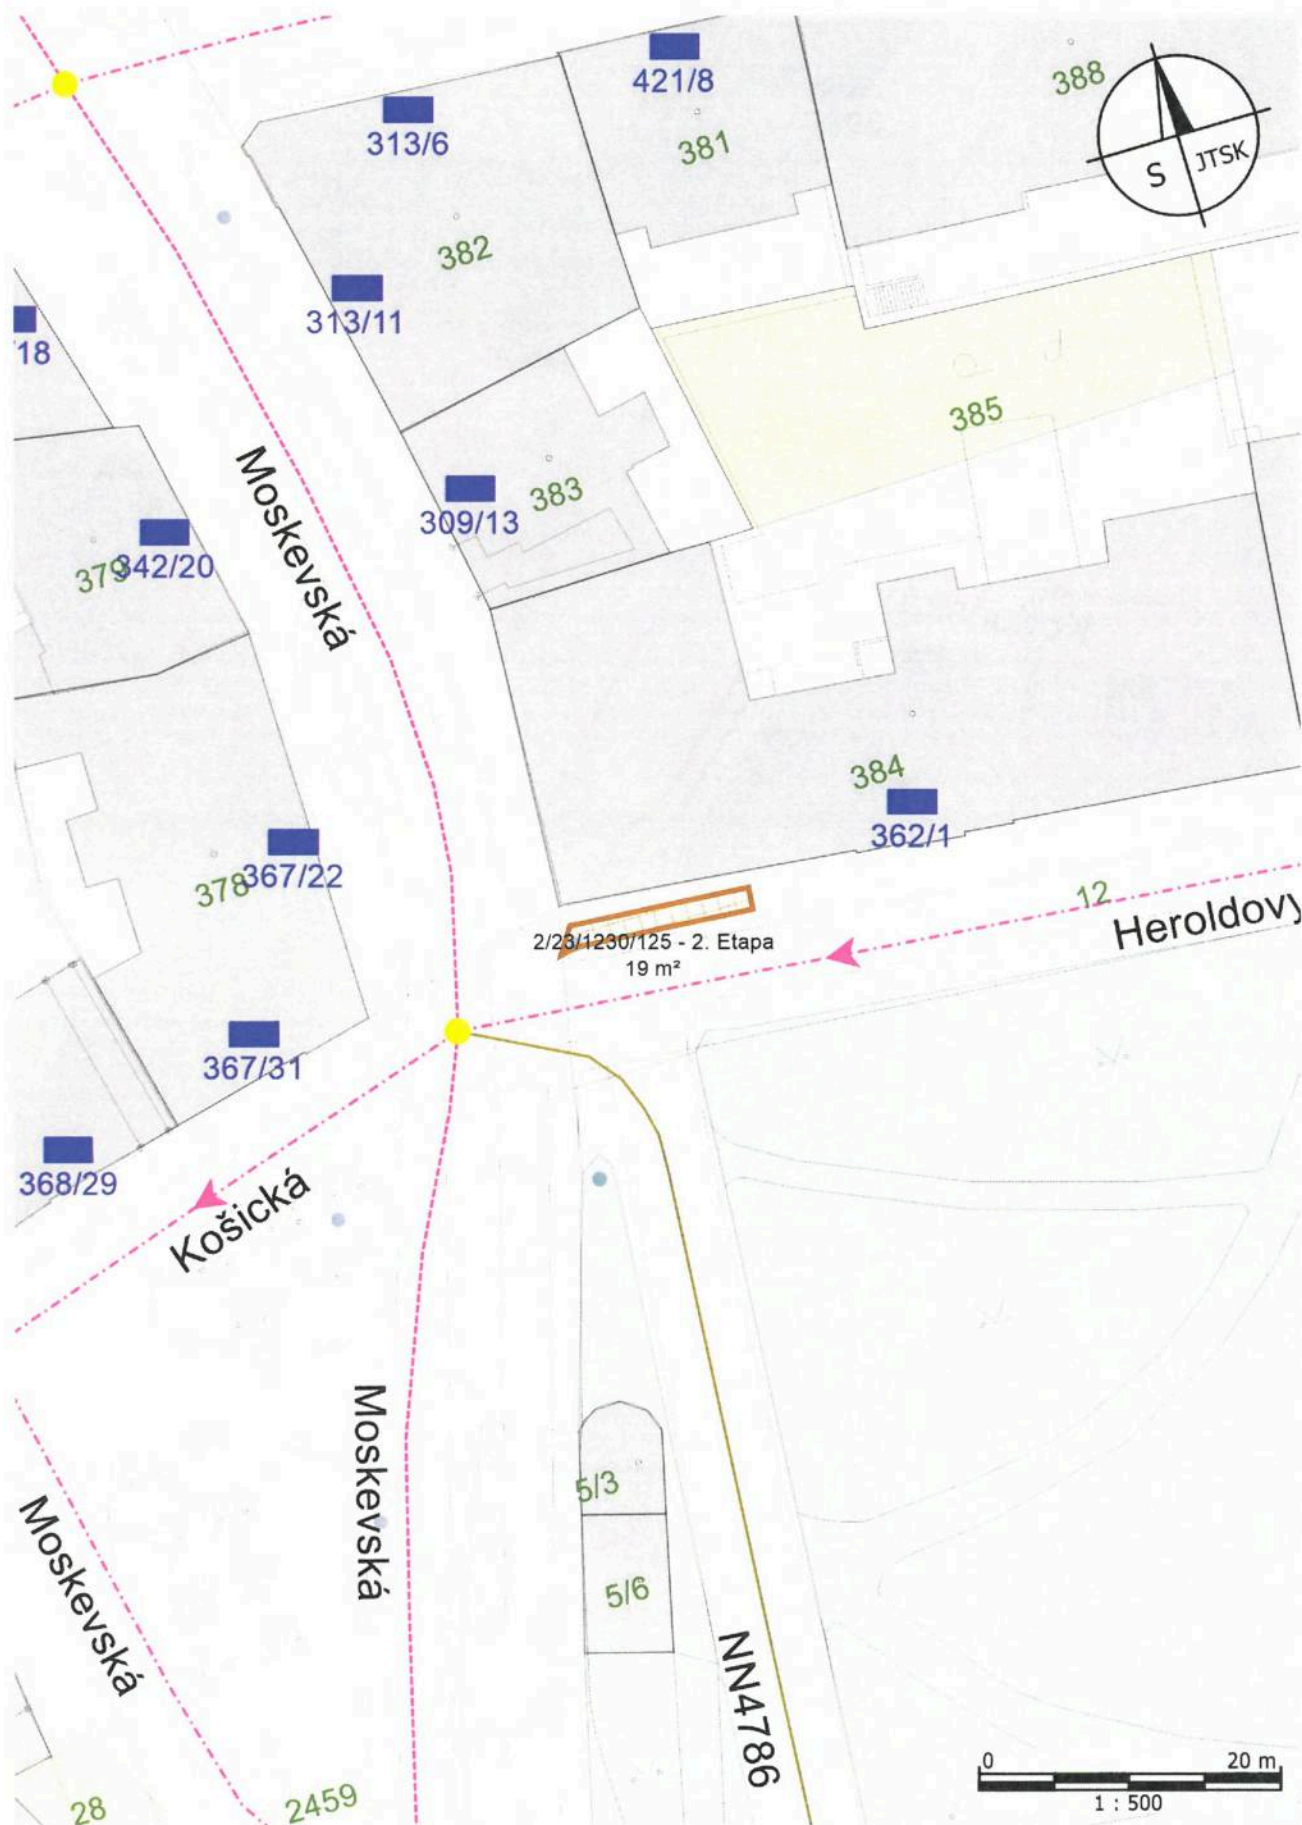 421/8
388
313/6
381
S JTSK
382
313/11
/18
385
Moskevská
383
309/13
379
342/20
384
362/1
367/22
378
12
Heroldovy
2/23/1230/125 - 2. Etapa
19 m²
367/31
368/29
Košická
Moskevská
5/3
Moskevská
5/6
NN4786
0 20 m
1 : 500
28
2459